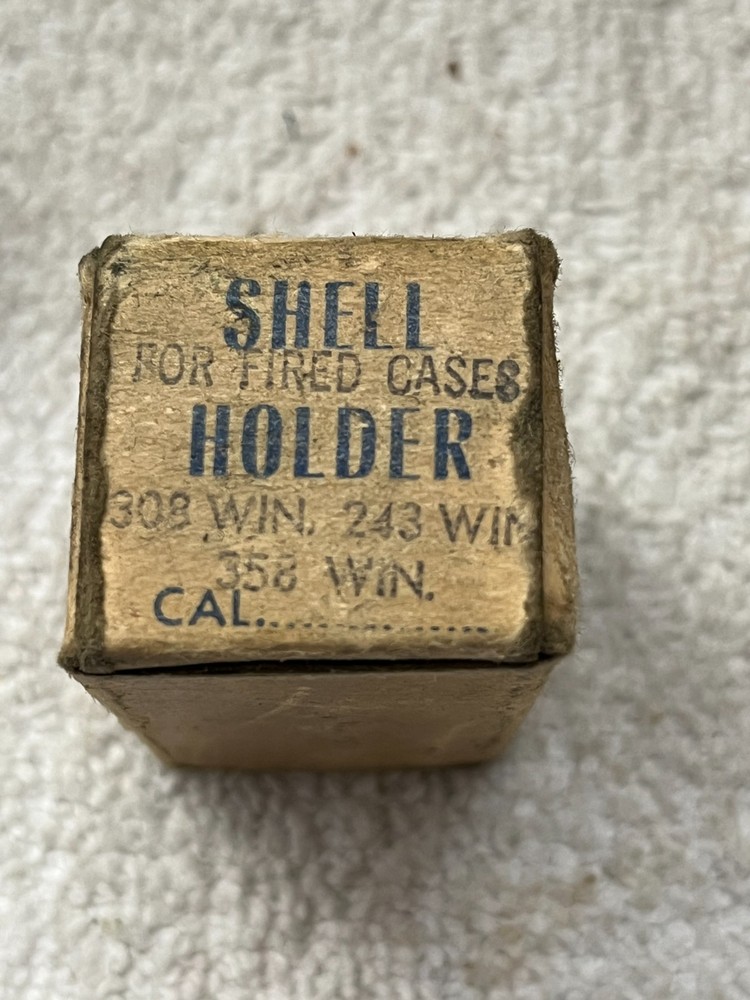 SHELL
FOR FIRED CASES
HOLDER
308 WIN. 243 WIN
358 WIN.
CAL...............